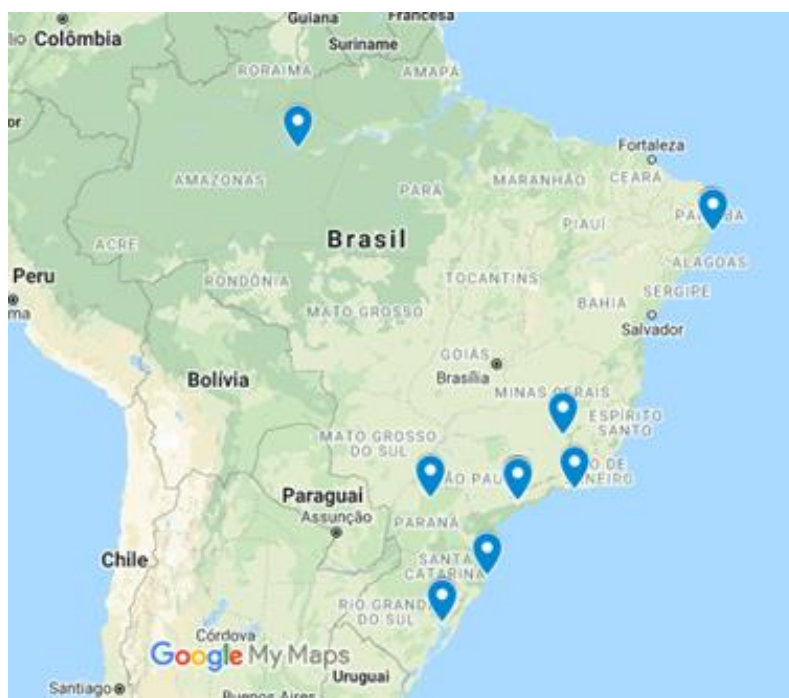 Guiana
Francesa
Colômbia
Suriname
RORAIMA
AMAPÁ
Fortaleza
AMAZONAS
PARÁ
MARANHÃO
CEARÁ
PIAUÍ
Brasil
ACRE
ALAGOAS
Peru
RONDÔNIA
TOCANTINS
SERGIPE
BAHIA
MATO GROSSO
Salvador
GOIÁS
Brasília
Bolívia
MINAS GERAIS
ESPÍRITO
SANTO
MATO GROSSO
DO SUL
Paraguai
Assunção
PARANÁ
Chile
SANTA
CATARINA
RIO GRANDE
DO SUL
Córdova
Google My Maps
Uruguai
Santiago
Buenos Aires